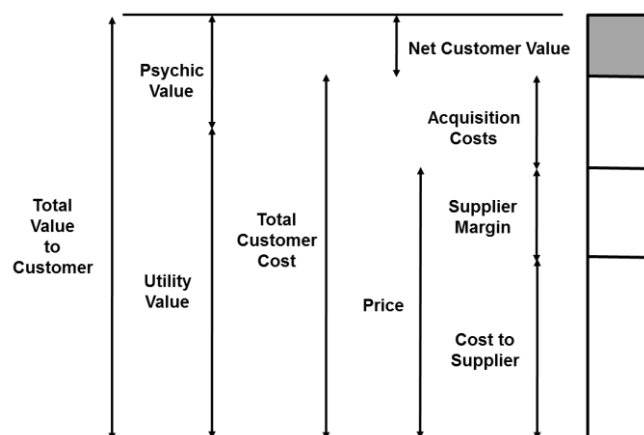 Net Customer Value
Psychic
Value
Acquisition
Costs
Total
Value
to
Customer
Total
Customer
Cost
Supplier
Margin
Utility
Value
Price
Cost to
Supplier